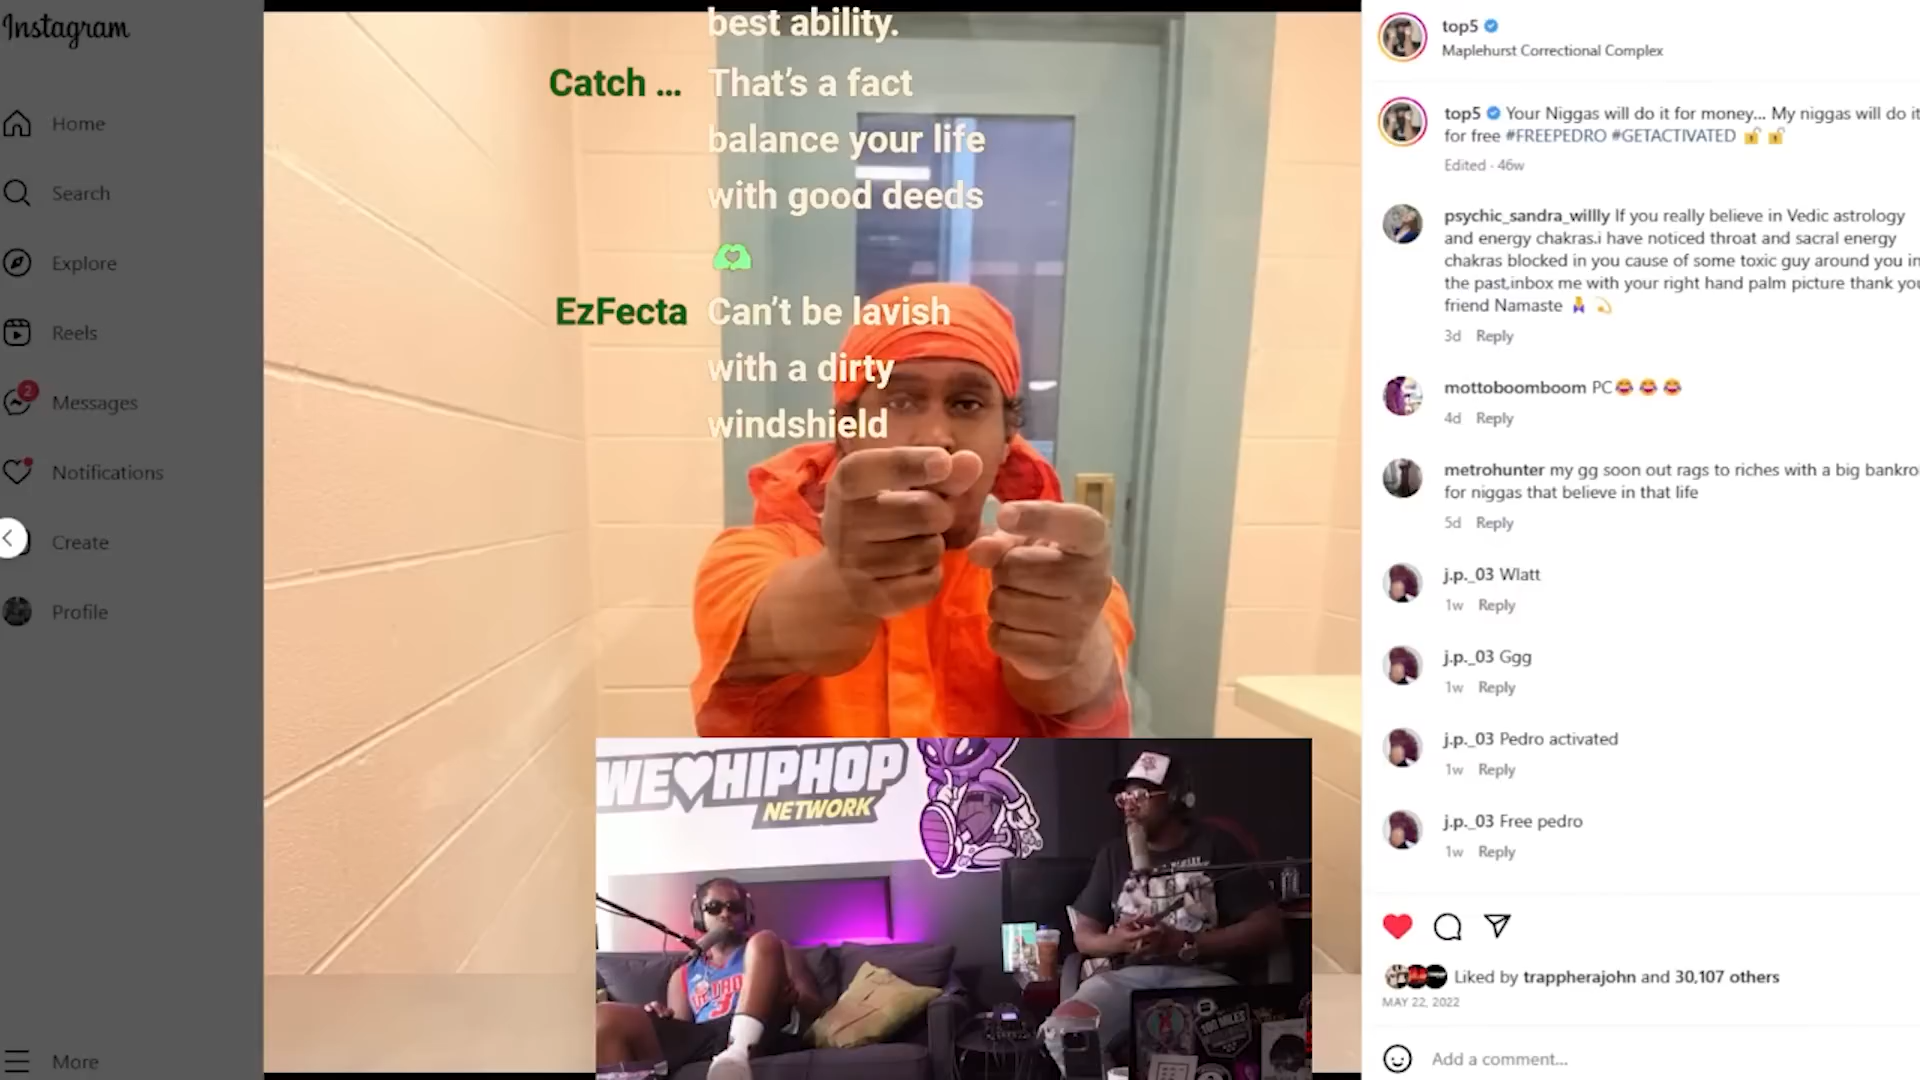 Instagram
Home
Search
Explore
Reels
2
Messages
Notifications
Create
Profile
More
best ability.
Catch ... That's a fact
balance your life
with good deeds
EzFecta Can't be lavish
with a dirty
windshield
WE HIPHOP
NETWORK
top5
Maplehurst Correctional Complex
top5 Your Niggas will do it for money... My niggas will do it
for free #FREEPEDRO #GETACTIVATED
Edited · 46w
psychic_sandra_willly If you really believe in Vedic astrology
and energy chakras.i have noticed throat and sacral energy
chakras blocked in you cause of some toxic guy around you in
the past,inbox me with your right hand palm picture thank you
friend Namaste
3d Reply
mottoboomboom PC
4d Reply
metrohunter my gg soon out rags to riches with a big bankro
for niggas that believe in that life
5d Reply
j.p._03 Wlatt
1w Reply
j.p._03 Ggg
1w Reply
j.p._03 Pedro activated
1w Reply
j.p._03 Free pedro
1w Reply
Liked by trappherajohn and 30,107 others
MAY 22, 2022
Add a comment...